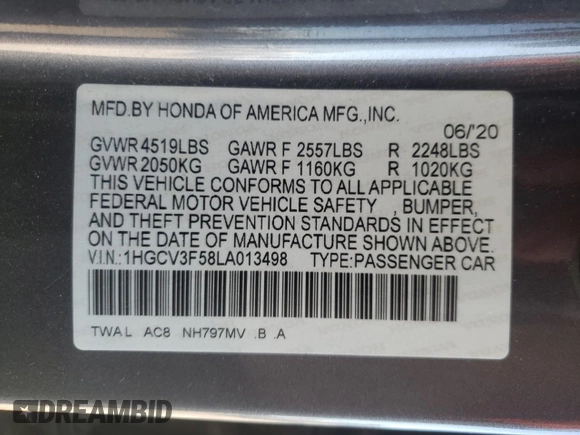 MFD.BY HONDA OF AMERICA MFG.,INC.
06/'20
GVWR 4519LBS GAWR F 2557LBS R 2248LBS
GVWR 2050KG GAWR F 1160KG R 1020KG
THIS VEHICLE CONFORMS TO ALL APPLICABLE
FEDERAL MOTOR VEHICLE SAFETY , BUMPER,
AND THEFT PREVENTION STANDARDS IN EFFECT
ON THE DATE OF MANUFACTURE SHOWN ABOVE.
V.I.N.:1HGCV3F58LA013498 TYPE:PASSENGER CAR
TWA L AC8 NH797MV .B .A
DREAMBID